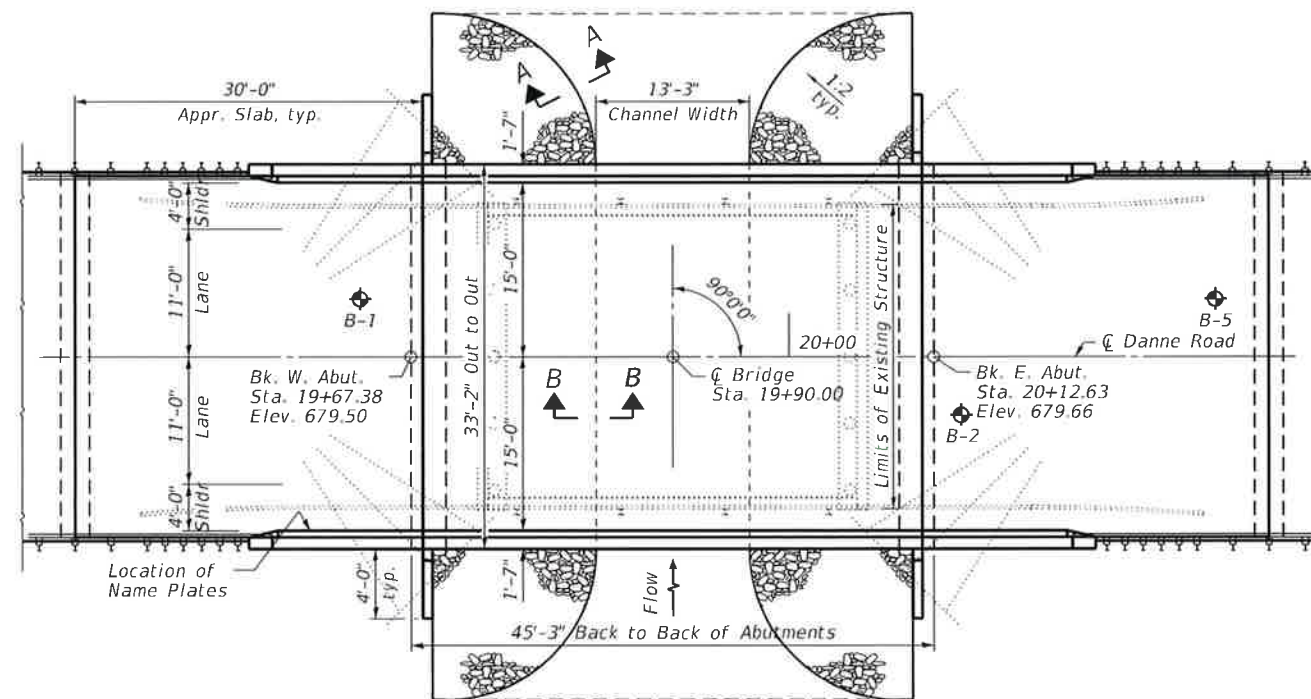 A
A
30'-0"
Appr. Slab, typ.
13'-3"
Channel Width
1:2
typ.
1'-7"
4'-0"
Shldr
11'-0"
Lane
11'-0"
Lane
4'-0"
Shldr
33'-2" Out to Out
15'-0"
15'-0"
90°0'0"
Limits of Existing Structure
B-1
B-5
20+00
℄ Danne Road
Bk. W. Abut.
Sta. 19+67.38
Elev. 679.50
B
B
℄ Bridge
Sta. 19+90.00
Bk. E. Abut.
Sta. 20+12.63
Elev. 679.66
B-2
Location of
Name Plates
4'-0"
typ.
1'-7"
Flow
45'-3" Back to Back of Abutments